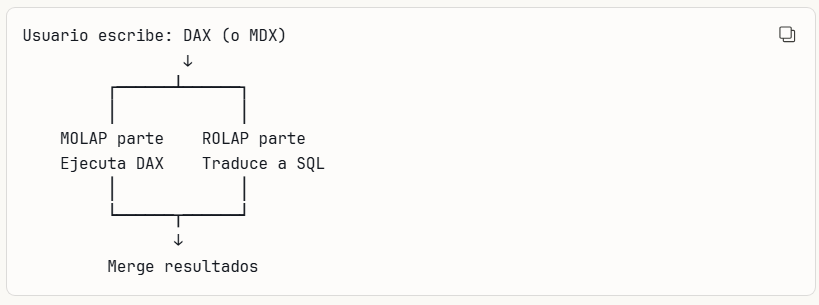 Usuario escribe: DAX (o MDX)
↓
MOLAP parte    ROLAP parte
Ejecuta DAX    Traduce a SQL
↓
Merge resultados